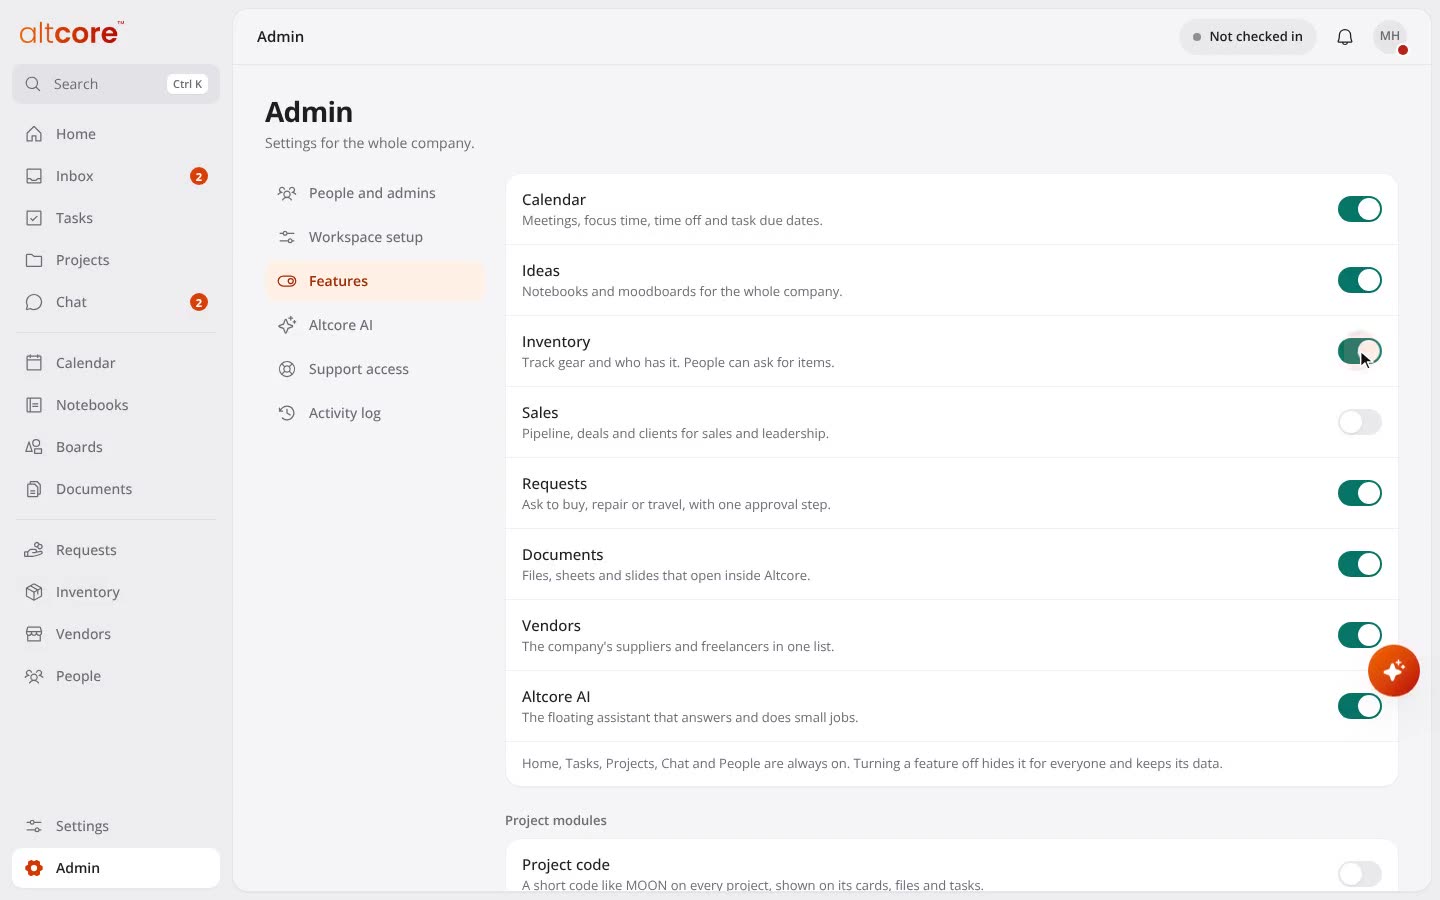 altcore™
Search
Ctrl K
Home
Inbox
2
Tasks
Projects
Chat
2
Calendar
Notebooks
Boards
Documents
Requests
Inventory
Vendors
People
Settings
Admin
Admin
Not checked in
MH
Admin
Settings for the whole company.
People and admins
Workspace setup
Features
Altcore AI
Support access
Activity log
Calendar
Meetings, focus time, time off and task due dates.
Ideas
Notebooks and moodboards for the whole company.
Inventory
Track gear and who has it. People can ask for items.
Sales
Pipeline, deals and clients for sales and leadership.
Requests
Ask to buy, repair or travel, with one approval step.
Documents
Files, sheets and slides that open inside Altcore.
Vendors
The company's suppliers and freelancers in one list.
Altcore AI
The floating assistant that answers and does small jobs.
Home, Tasks, Projects, Chat and People are always on. Turning a feature off hides it for everyone and keeps its data.
Project modules
Project code
A short code like MOON on every project, shown on its cards, files and tasks.